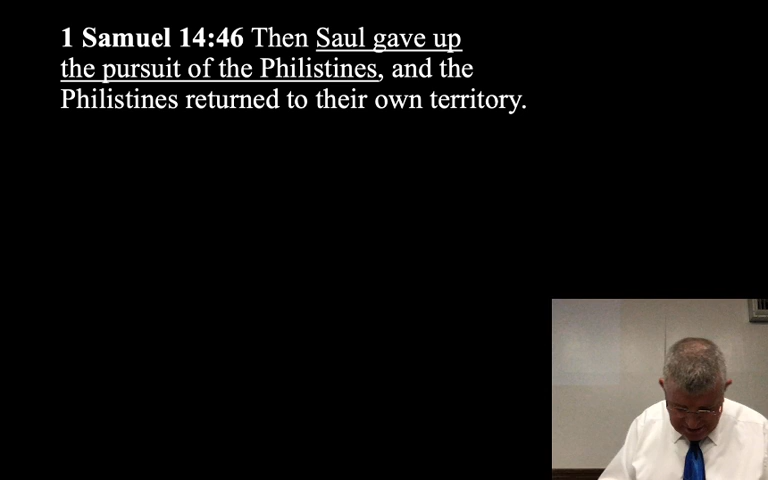 1 Samuel 14:46 Then Saul gave up
the pursuit of the Philistines, and the
Philistines returned to their own territory.